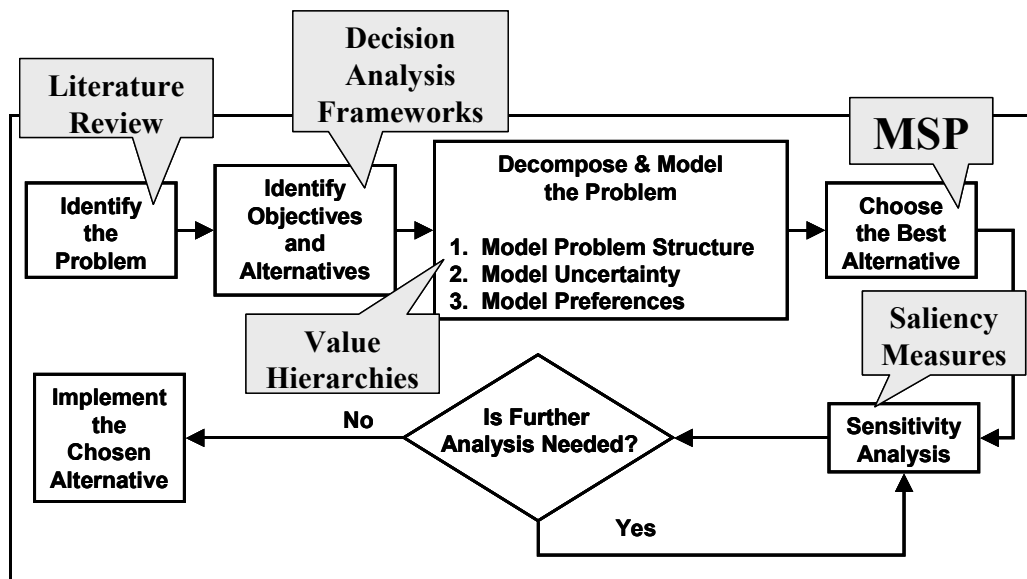 Literature
Review
Decision
Analysis
Frameworks
MSP
Identify
the
Problem
Identify
Objectives
and
Alternatives
Decompose & Model
the Problem
1. Model Problem Structure
2. Model Uncertainty
3. Model Preferences
Choose
the Best
Alternative
Value
Hierarchies
Saliency
Measures
Implement
the
Chosen
Alternative
No
Is Further
Analysis Needed?
Sensitivity
Analysis
Yes